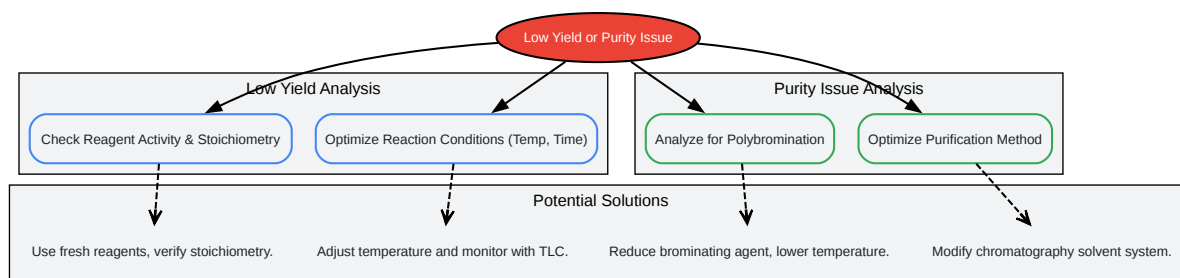 Low Yield or Purity Issue
Low Yield Analysis
Purity Issue Analysis
Check Reagent Activity & Stoichiometry
Optimize Reaction Conditions (Temp, Time)
Analyze for Polybromination
Optimize Purification Method
Potential Solutions
Use fresh reagents, verify stoichiometry.
Adjust temperature and monitor with TLC.
Reduce brominating agent, lower temperature.
Modify chromatography solvent system.